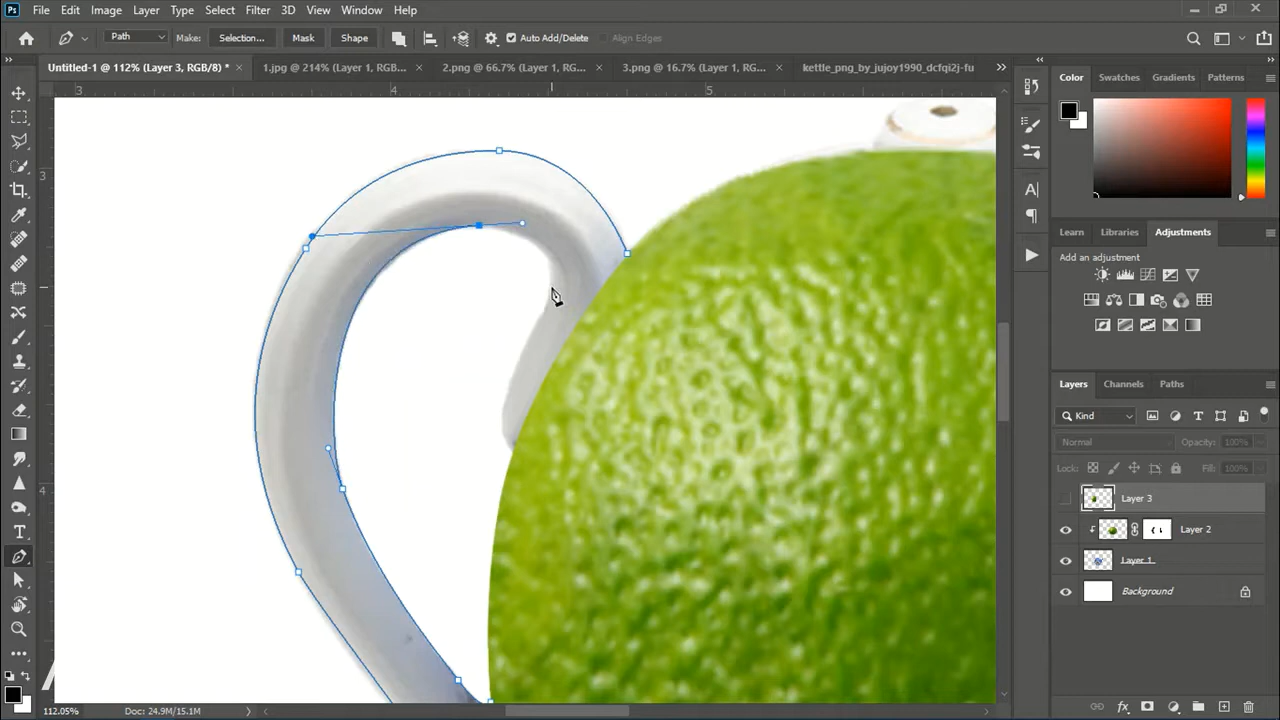 Ps File Edit Image Layer Type Select Filter 3D View Window Help
Path Make: Selection... Mask Shape Auto Add/Delete Align Edges
Untitled-1 @ 112% (Layer 3, RGB/8) * × 1.jpg @ 214% (Layer 1, RGB... × 2.png @ 66.7% (Layer 1, RG... × 3.png @ 16.7% (Layer 1, RG... × kettle_png_by_jujoy1990_dcfqi2j-fu
3 4 5
3
4
Color Swatches Gradients Patterns
Learn Libraries Adjustments
Add an adjustment
Layers Channels Paths
Kind
Normal Opacity: 100%
Lock: Fill: 100%
Layer 3
Layer 2
Layer 1
Background
112.05% Doc: 24.9M/15.1M